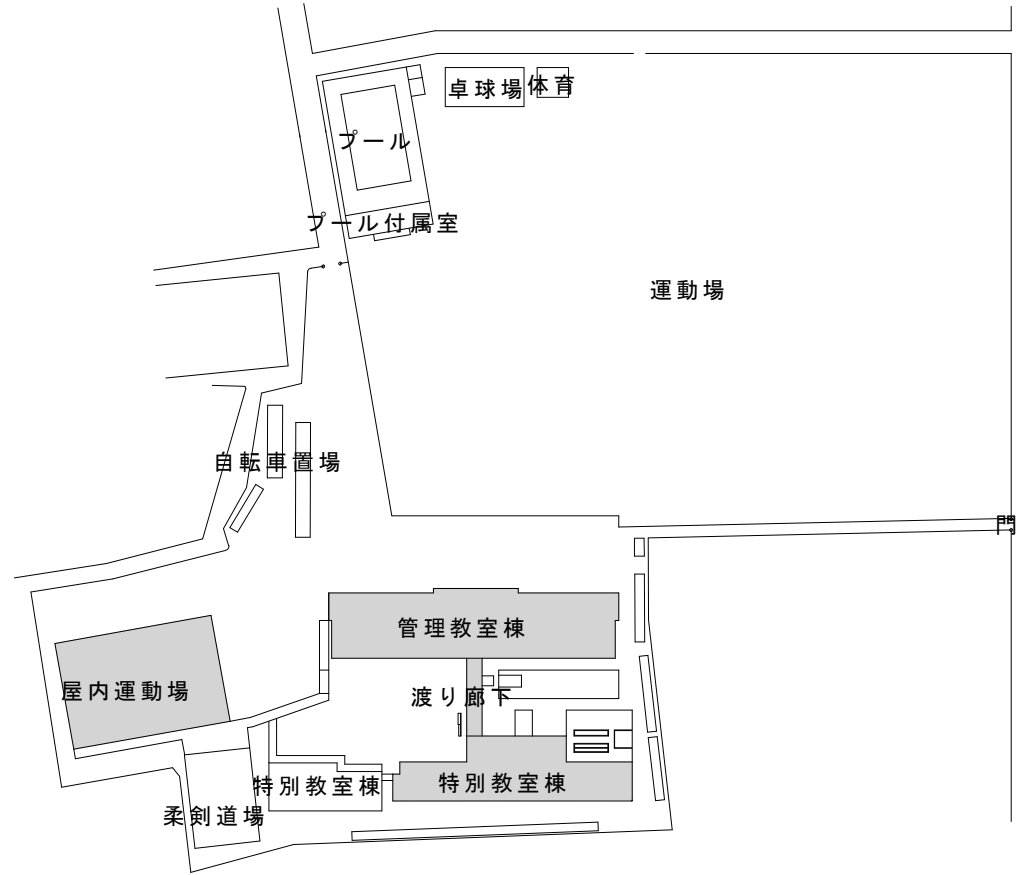 卓球場
体育
プール
プール付属室
運動場
自転車置場
門
管理教室棟
屋内運動場
渡り廊下
特別教室棟
特別教室棟
柔剣道場